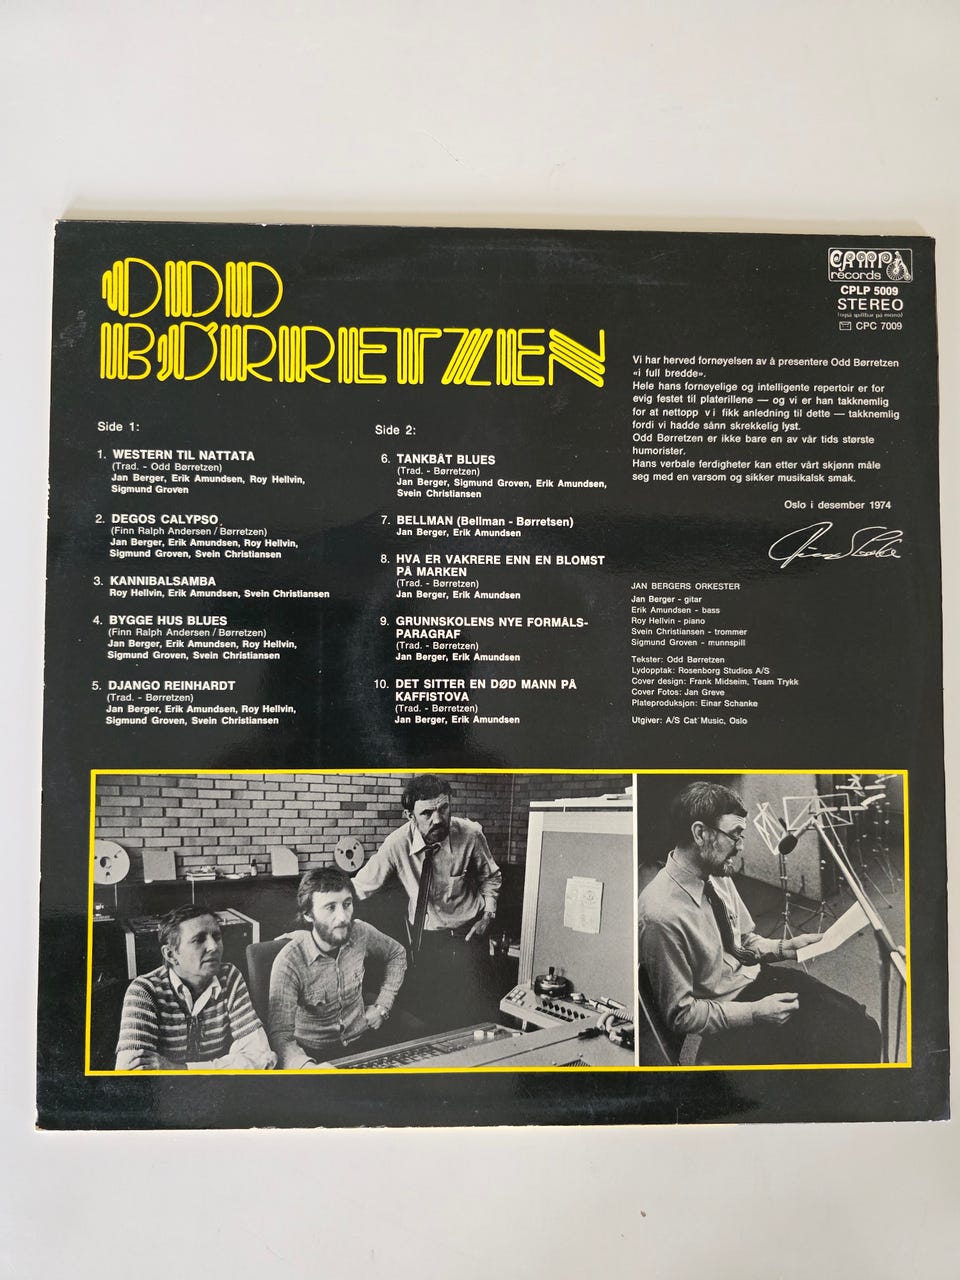 ODD
BØRRETZEN
CAMP
records
CPLP 5009
STEREO
(også spillbar på mono)
CPC 7009
Side 1:
1. WESTERN TIL NATTATA
(Trad. - Odd Børretzen)
Jan Berger, Erik Amundsen, Roy Hellvin,
Sigmund Groven
2. DEGOS CALYPSO
(Finn Ralph Andersen / Børretzen)
Jan Berger, Erik Amundsen, Roy Hellvin,
Sigmund Groven, Svein Christiansen
3. KANNIBALSAMBA
Roy Hellvin, Erik Amundsen, Svein Christiansen
4. BYGGE HUS BLUES
(Finn Ralph Andersen / Børretzen)
Jan Berger, Erik Amundsen, Roy Hellvin,
Sigmund Groven, Svein Christiansen
5. DJANGO REINHARDT
(Trad. - Børretzen)
Jan Berger, Erik Amundsen, Roy Hellvin,
Sigmund Groven, Svein Christiansen
Side 2:
6. TANKBÅT BLUES
(Trad. - Børretzen)
Jan Berger, Sigmund Groven, Erik Amundsen,
Svein Christiansen
7. BELLMAN (Bellman - Børretsen)
Jan Berger, Erik Amundsen
8. HVA ER VAKRERE ENN EN BLOMST
PÅ MARKEN
(Trad. - Børretzen)
Jan Berger, Erik Amundsen
9. GRUNNSKOLENS NYE FORMÅLS-
PARAGRAF
(Trad. - Børretzen)
Jan Berger, Erik Amundsen
10. DET SITTER EN DØD MANN PÅ
KAFFISTOVA
(Trad. - Børretzen)
Jan Berger, Erik Amundsen
Vi har herved fornøyelsen av å presentere Odd Børretzen
«i full bredde».
Hele hans fornøyelige og intelligente repertoir er for
evig festet til platerillene — og vi er han takknemlig
for at nettopp vi fikk anledning til dette — takknemlig
fordi vi hadde sånn skrekkelig lyst.
Odd Børretzen er ikke bare en av vår tids største
humorister.
Hans verbale ferdigheter kan etter vårt skjønn måle
seg med en varsom og sikker musikalsk smak.
Oslo i desember 1974
JAN BERGERS ORKESTER
Jan Berger - gitar
Erik Amundsen - bass
Roy Hellvin - piano
Svein Christiansen - trommer
Sigmund Groven - munnspill
Tekster: Odd Børretzen
Lydopptak: Rosenborg Studios A/S
Cover design: Frank Midseim, Team Trykk
Cover Fotos: Jan Greve
Plateproduksjon: Einar Schanke
Utgiver: A/S Cat Music, Oslo